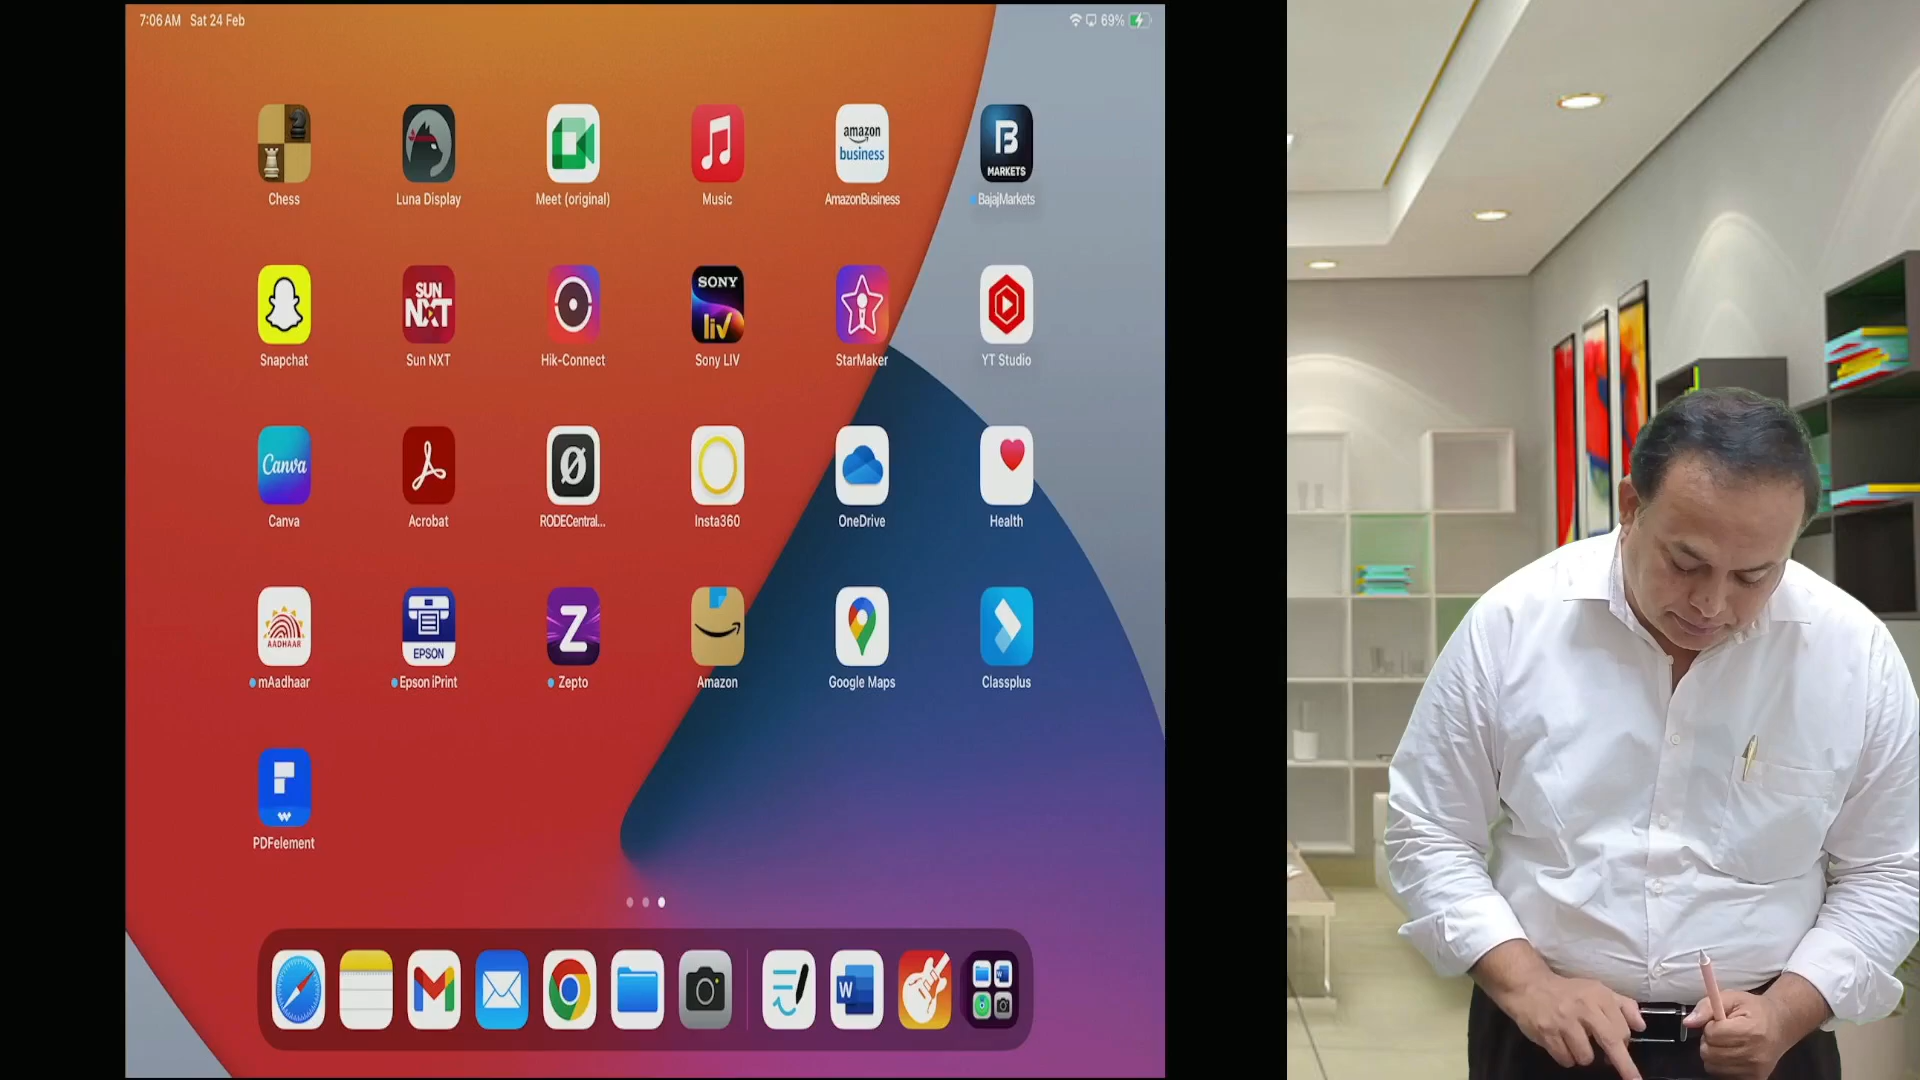 7:06 AM Sat 24 Feb
69%
amazon
business
B
MARKETS
Chess
Luna Display
Meet (original)
Music
AmazonBusiness
BajajMarkets
SUN
NXT
SONY
liv
Snapchat
Sun NXT
Hik-Connect
Sony LIV
StarMaker
YT Studio
Canva
Canva
Acrobat
RODECentral...
Insta360
OneDrive
Health
AADHAAR
EPSON
Z
mAadhaar
Epson iPrint
Zepto
Amazon
Google Maps
Classplus
PDFelement
W